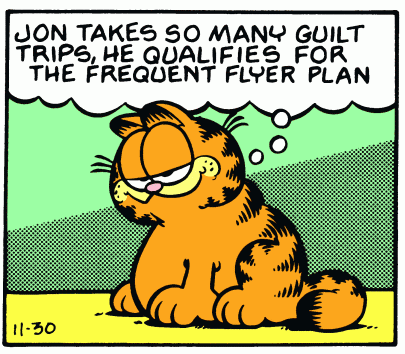 JON TAKES SO MANY GUILT
TRIPS, HE QUALIFIES FOR
THE FREQUENT FLYER PLAN
11-30